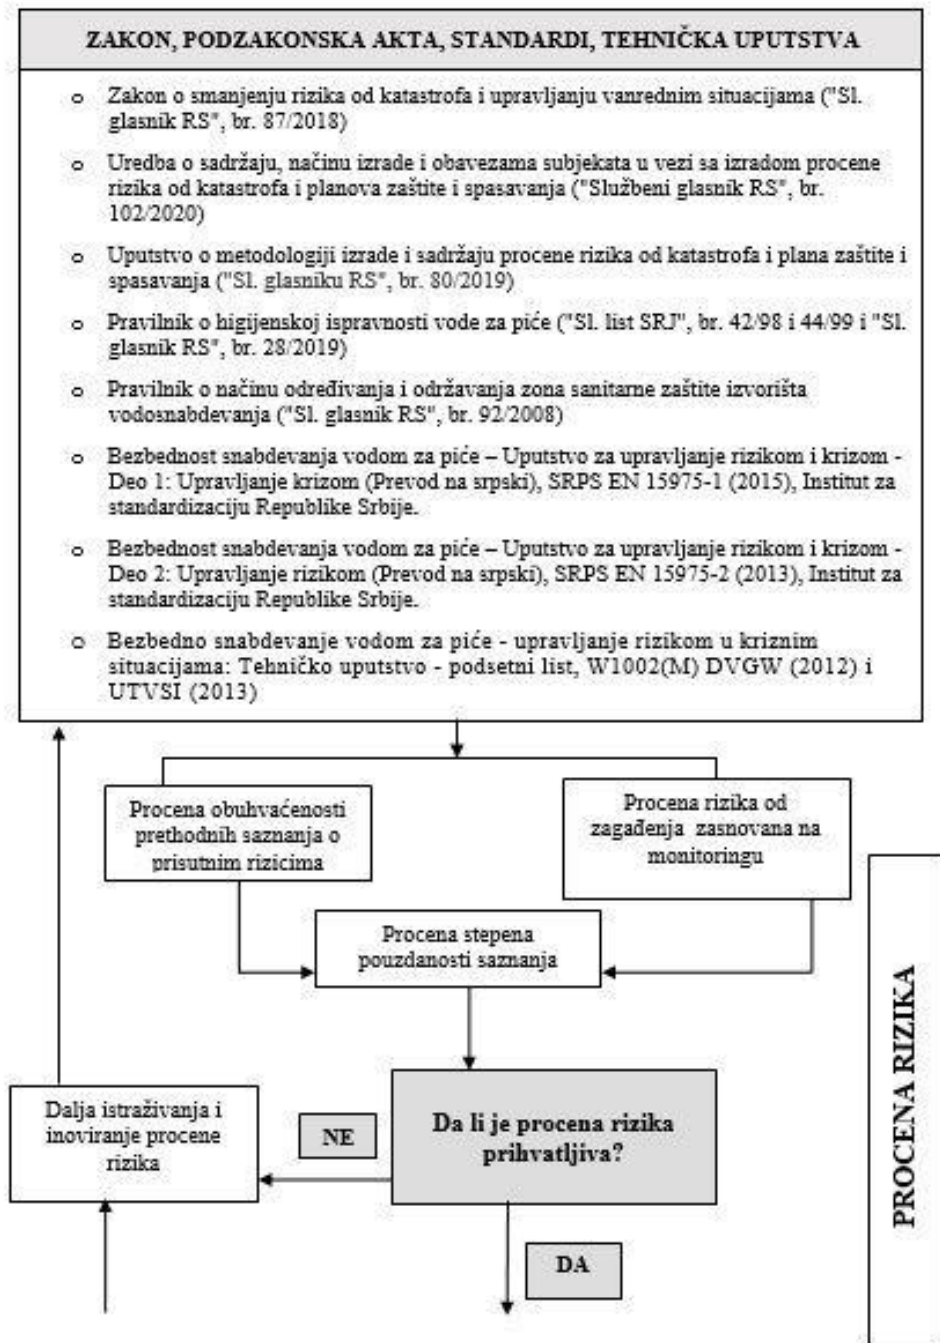 ZAKON, PODZAKONSKA AKTA, STANDARDI, TEHNIČKA UPUTSTVA
o Zakon o smanjenju rizika od katastrofa i upravljanju vanrednim situacijama ("Sl.
glasnik RS", br. 87/2018)
o Uredba o sadržaju, načinu izrade i obavezama subjekata u vezi sa izradom procene
rizika od katastrofa i planova zaštite i spasavanja ("Službeni glasnik RS", br.
102/2020)
o Uputstvo o metodologiji izrade i sadržaju procene rizika od katastrofa i plana zaštite i
spasavanja ("Sl. glasniku RS", br. 80/2019)
o Pravilnik o higijenskoj ispravnosti vode za piće ("Sl. list SRJ", br. 42/98 i 44/99 i "Sl.
glasnik RS", br. 28/2019)
o Pravilnik o načinu određivanja i održavanja zona sanitarne zaštite izvorišta
vodosnabdevanja ("Sl. glasnik RS", br. 92/2008)
o Bezbednost snabdevanja vodom za piće – Uputstvo za upravljanje rizikom i krizom -
Deo 1: Upravljanje krizom (Prevod na srpski), SRPS EN 15975-1 (2015), Institut za
standardizaciju Republike Srbije.
o Bezbednost snabdevanja vodom za piće – Uputstvo za upravljanje rizikom i krizom -
Deo 2: Upravljanje rizikom (Prevod na srpski), SRPS EN 15975-2 (2013), Institut za
standardizaciju Republike Srbije.
o Bezbedno snabdevanje vodom za piće - upravljanje rizikom u kriznim
situacijama: Tehničko uputstvo - podsetni list, W1002(M) DVGW (2012) i
UTVSI (2013)
Procena obuhvaćenosti
prethodnih saznanja o
prisutnim rizicima
Procena rizika od
zagađenja zasnovana na
monitoringu
Procena stepena
pouzdanosti saznanja
Dalja istraživanja i
inoviranje procene
rizika
NE
Da li je procena rizika
prihvatljiva?
DA
PROCENA RIZIKA